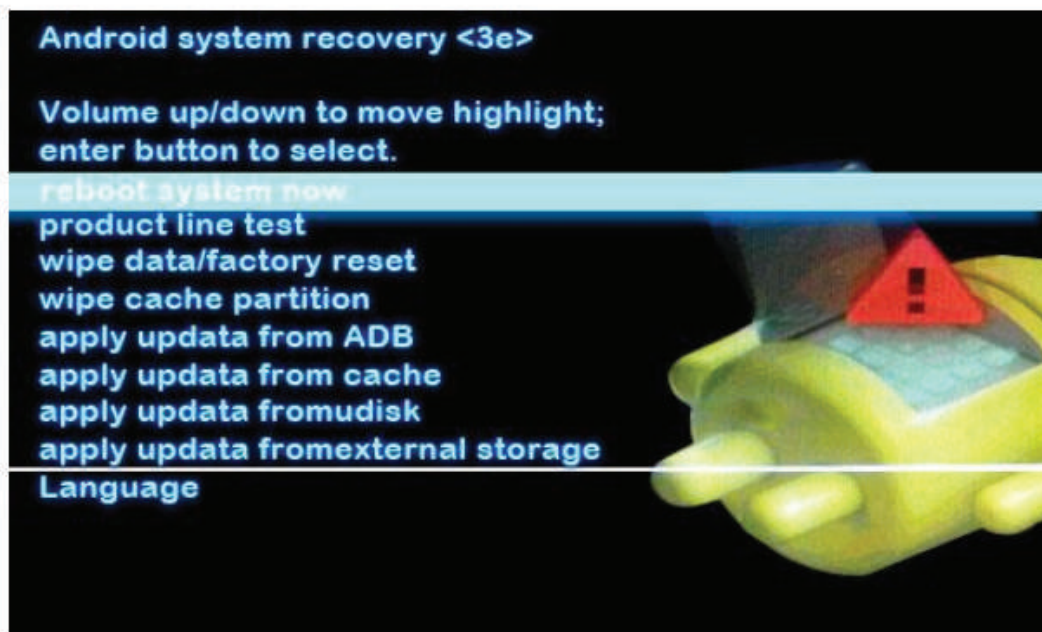 Android system recovery <3e>
Volume up/down to move highlight;
enter button to select.
reboot system now
product line test
wipe data/factory reset
wipe cache partition
apply updata from ADB
apply updata from cache
apply updata fromudisk
apply updata fromexternal storage
Language